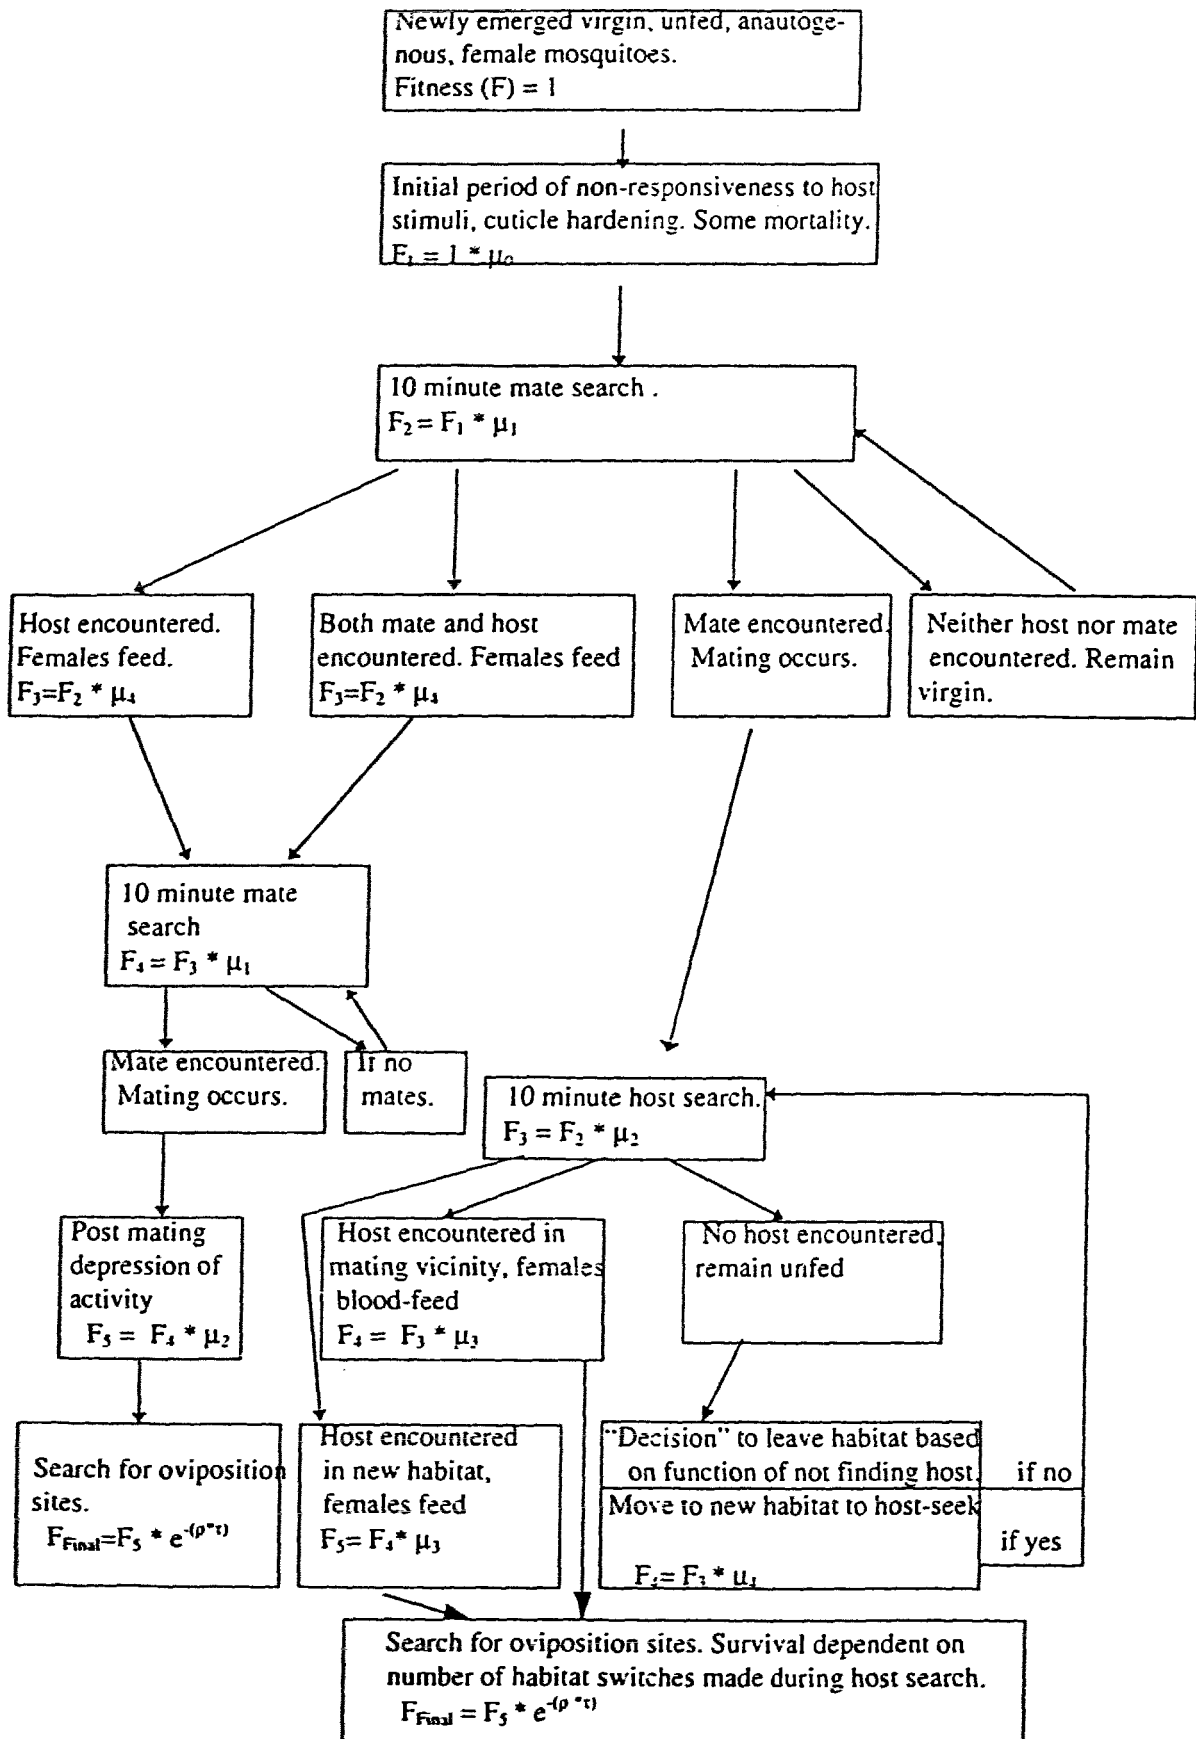 Newly emerged virgin, unfed, anautoge-
nous, female mosquitoes.
Fitness (F) = 1
Initial period of non-responsiveness to host
stimuli, cuticle hardening. Some mortality.
F₁ = 1 * μ₀
10 minute mate search .
F₂ = F₁ * μ₁
Host encountered.
Females feed.
F₃=F₂ * μ₄
Both mate and host
encountered. Females feed
F₃=F₂ * μ₄
Mate encountered.
Mating occurs.
Neither host nor mate
encountered. Remain
virgin.
10 minute mate
search
F₄ = F₃ * μ₁
Mate encountered.
Mating occurs.
If no
mates.
10 minute host search.
F₃ = F₂ * μ₂
Post mating
depression of
activity
F₅ = F₄ * μ₂
Host encountered in
mating vicinity, females
blood-feed
F₄ = F₃ * μ₃
No host encountered,
remain unfed
Search for oviposition
sites.
F_Final=F₅ * e^-(ρ*τ)
Host encountered
in new habitat,
females feed
F₅= F₄* μ₃
"Decision" to leave habitat based
on function of not finding host.
if no
Move to new habitat to host-seek
if yes
F₄= F₃ * μ₄
Search for oviposition sites. Survival dependent on
number of habitat switches made during host search.
F_Final = F₅ * e^-(ρ*τ)